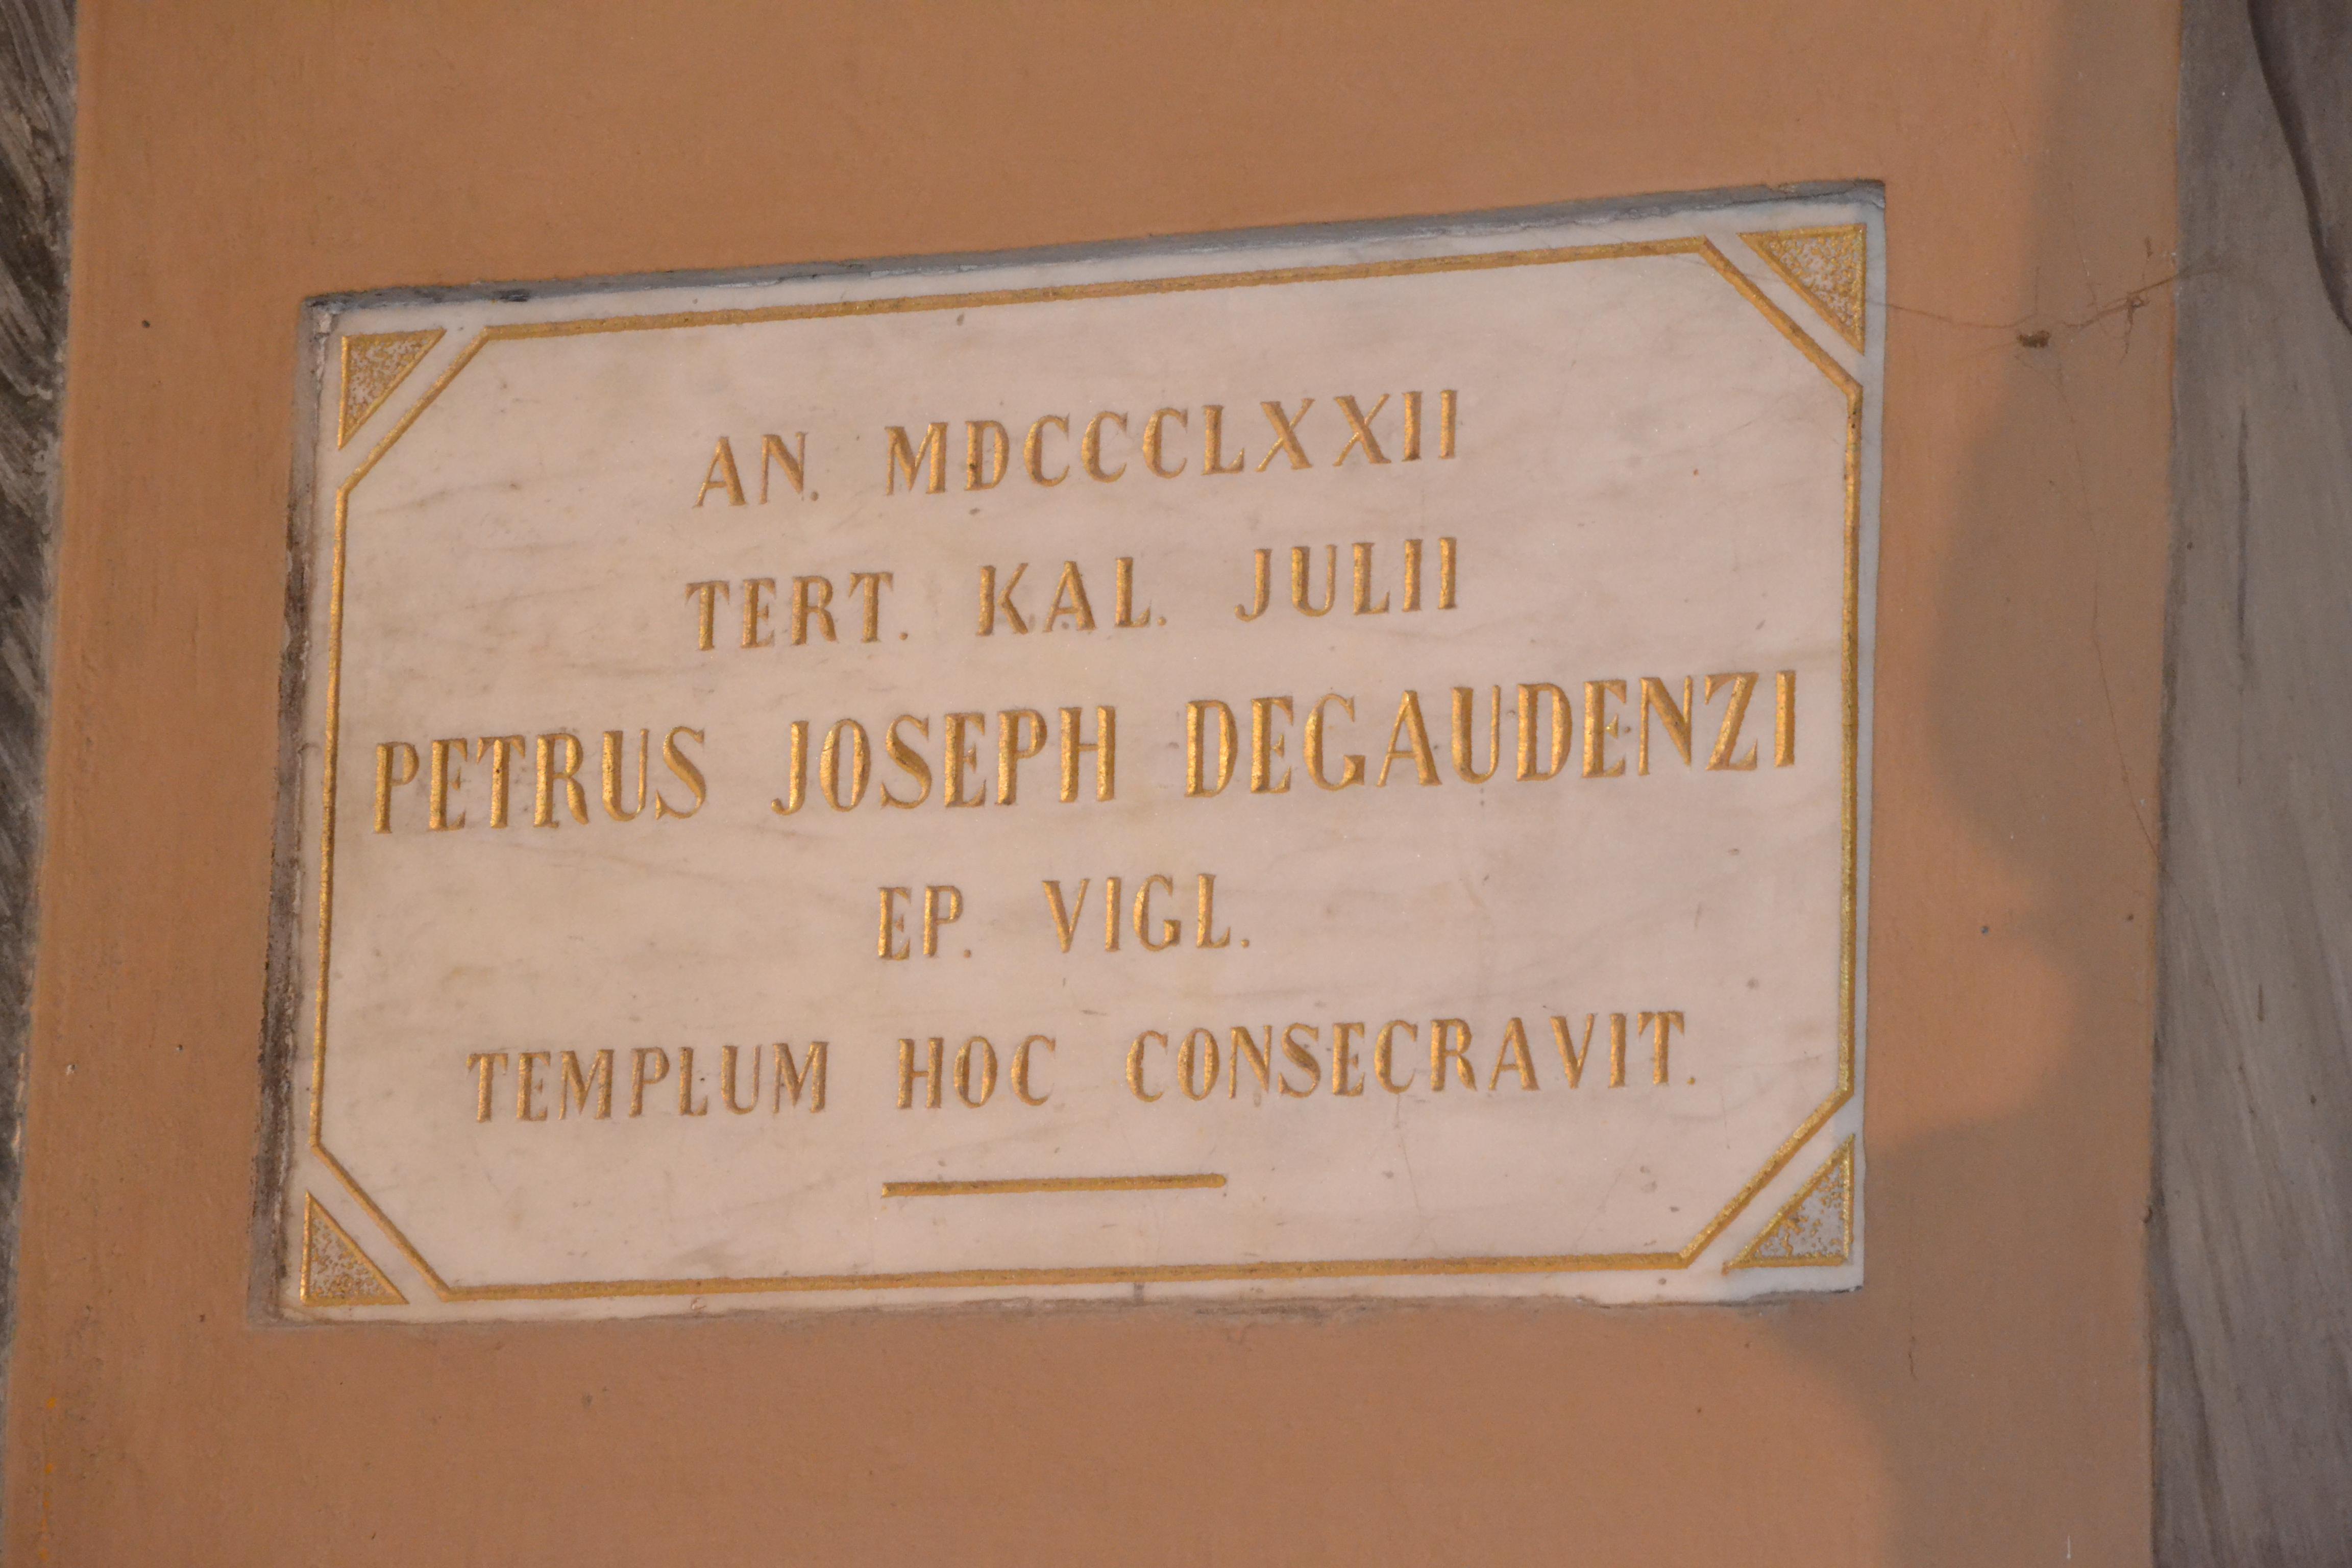 AN. MDCCCLXXII
TERT. KAL. JULII
PETRUS JOSEPH DEGAUDENZI
EP. VIGL.
TEMPLUM HOC CONSECRAVIT.